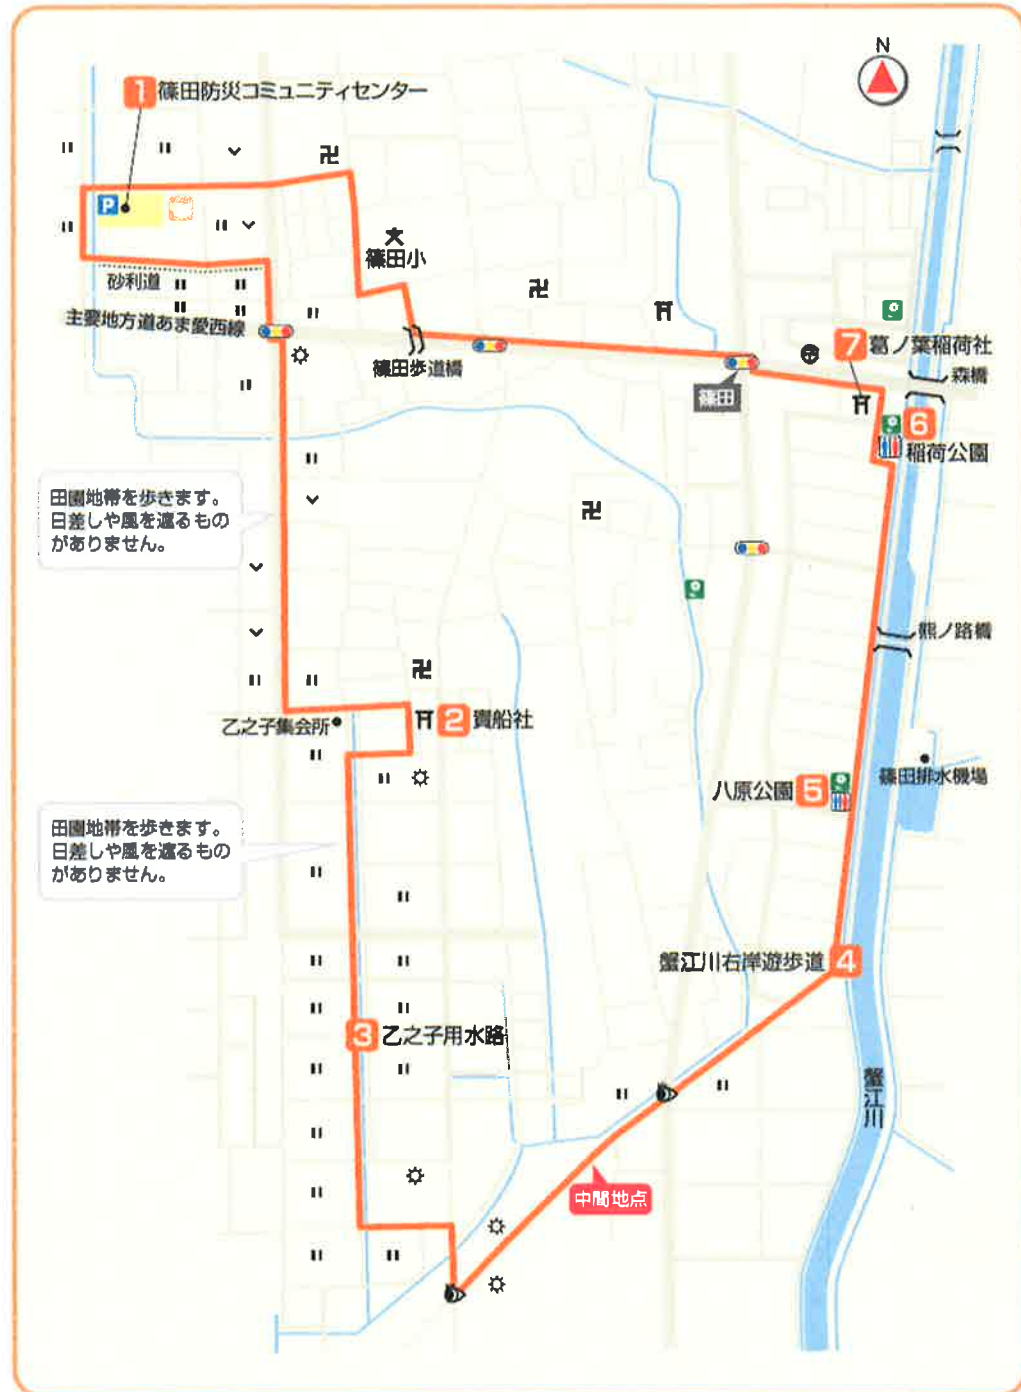 N
1 篠田防災コミュニティセンター
P
篠田小
砂利道
主要地方道あま愛西線
篠田歩道橋
篠田
7 葛ノ葉稲荷社
森橋
6
稲荷公園
田園地帯を歩きます。
日差しや風を遮るもの
がありません。
熊ノ路橋
乙之子集会所
2 貴船社
篠田排水機場
八原公園 5
田園地帯を歩きます。
日差しや風を遮るもの
がありません。
蟹江川右岸遊歩道 4
3 乙之子用水路
蟹江川
中間地点